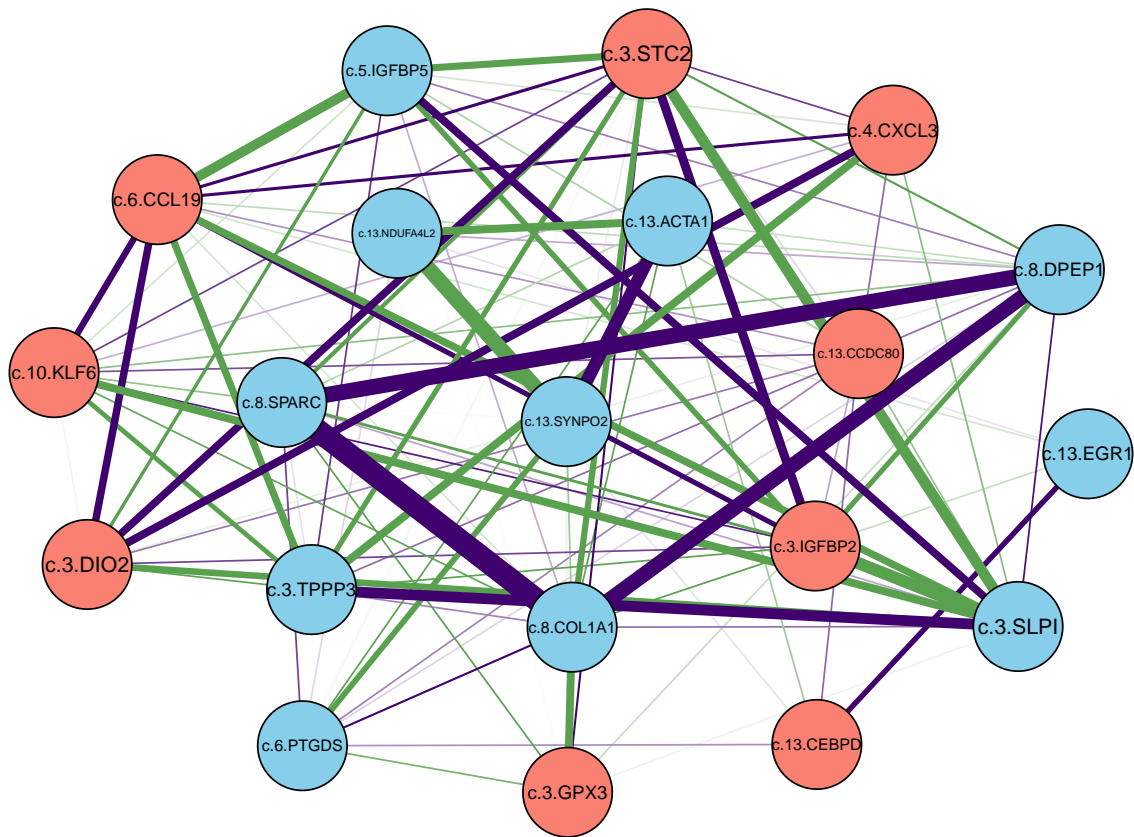 c.3.STC2
c.5.IGFBP5
c.4.CXCL3
c.6.CCL19
c.13.ACTA1
c.13.NDUFA4L2
c.8.DPEP1
c.13.CCDC80
c.10.KLF6
c.8.SPARC
c.13.SYNPO2
c.13.EGR1
c.3.IGFBP2
c.3.DIO2
c.3.TPPP3
c.8.COL1A1
c.3.SLPI
c.6.PTGDS
c.13.CEBPD
c.3.GPX3